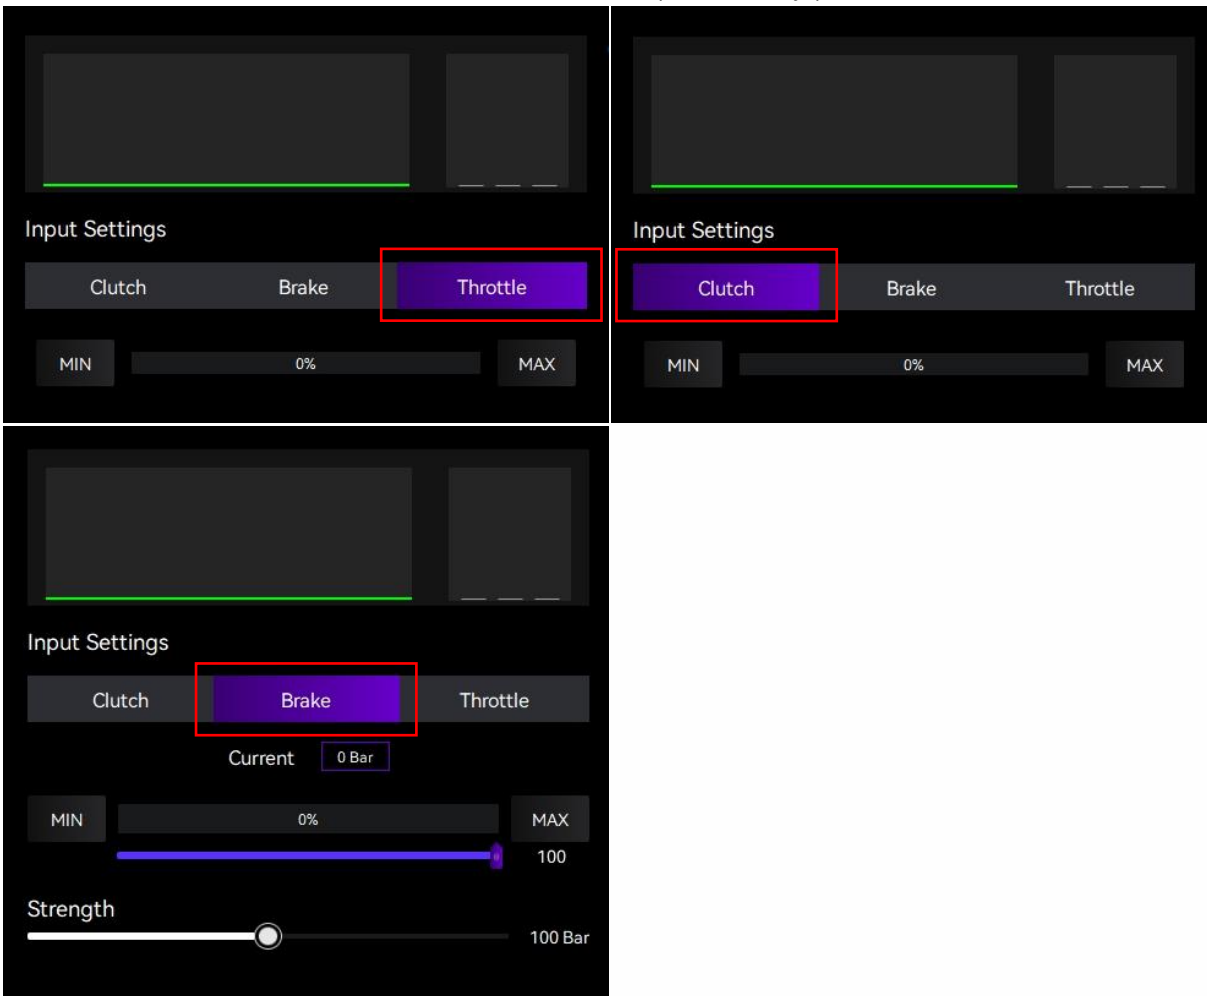 Input Settings
Clutch Brake Throttle
MIN 0% MAX
Input Settings
Clutch Brake Throttle
MIN 0% MAX
Input Settings
Clutch Brake Throttle
Current 0 Bar
MIN 0% MAX
100
Strength
100 Bar